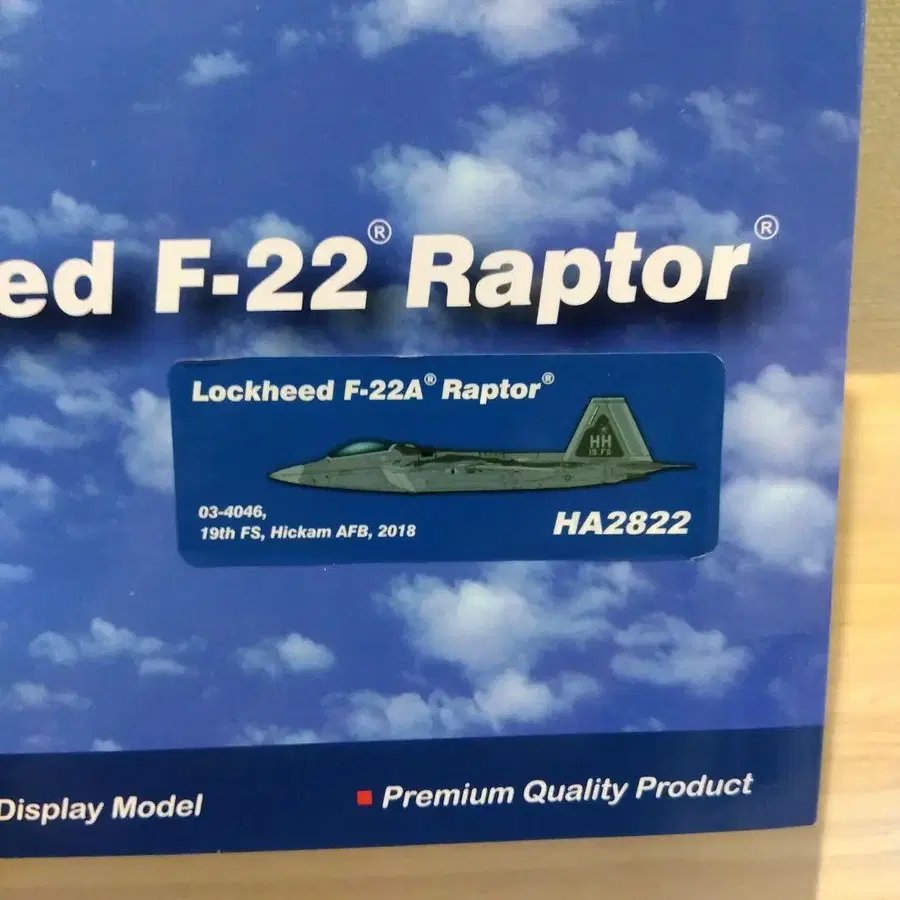 ed F-22® Raptor®
Lockheed F-22A® Raptor®
HH
19 FS
03-4046,
19th FS, Hickam AFB, 2018
HA2822
Display Model
Premium Quality Product